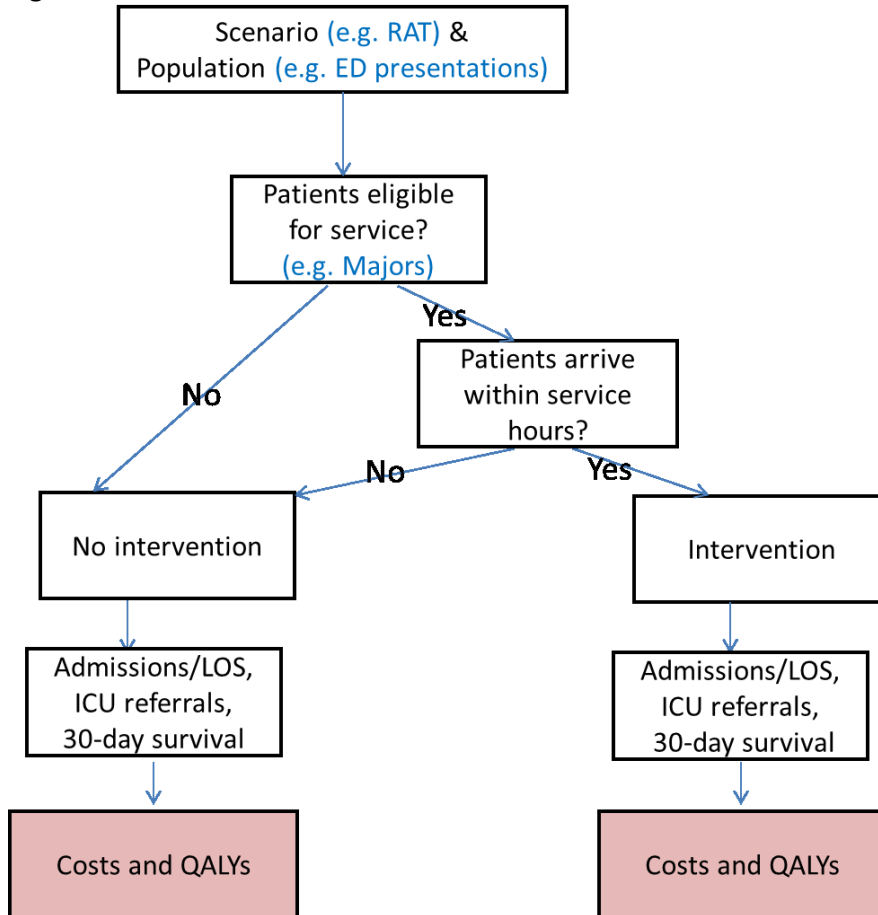 Scenario (e.g. RAT) &
Population (e.g. ED presentations)
Patients eligible
for service?
(e.g. Majors)
Yes
No
Patients arrive
within service
hours?
No
Yes
No intervention
Intervention
Admissions/LOS,
ICU referrals,
30-day survival
Admissions/LOS,
ICU referrals,
30-day survival
Costs and QALYs
Costs and QALYs